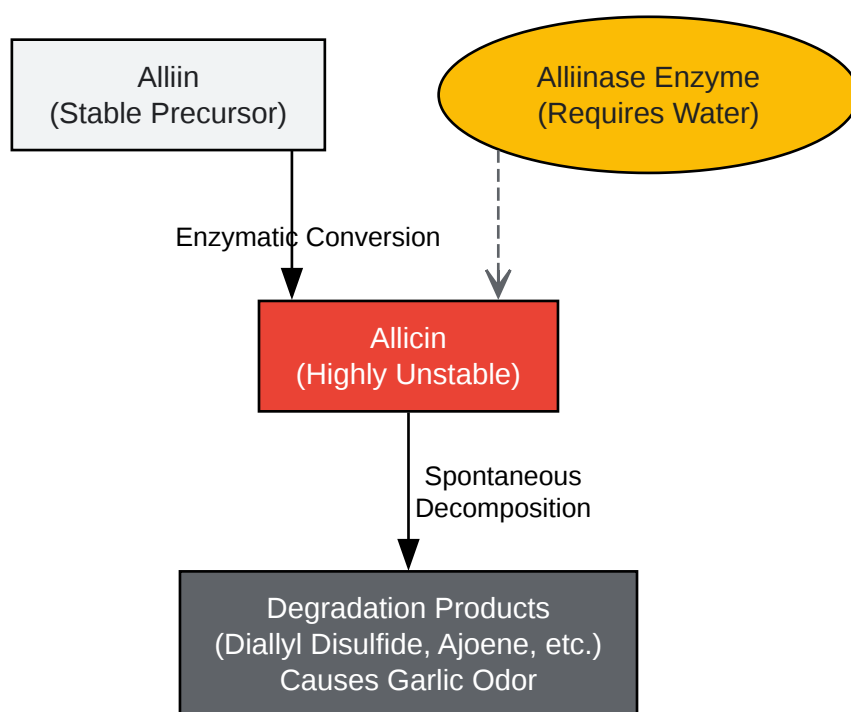 Alliin
(Stable Precursor)
Alliinase Enzyme
(Requires Water)
Enzymatic Conversion
Allicin
(Highly Unstable)
Spontaneous
Decomposition
Degradation Products
(Diallyl Disulfide, Ajoene, etc.)
Causes Garlic Odor